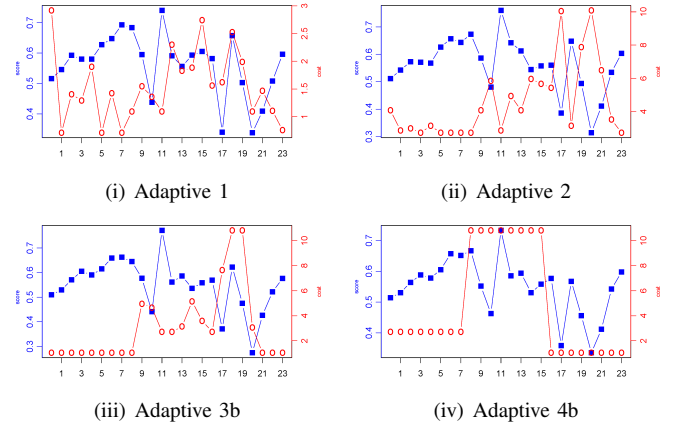 0.4 0.5 0.6 0.7
score
1 1.5 2 2.5 3
cost
1 3 5 7 9 11 13 15 17 19 21 23
(i) Adaptive 1
0.3 0.4 0.5 0.6 0.7
score
4 6 8 10
cost
1 3 5 7 9 11 13 15 17 19 21 23
(ii) Adaptive 2
0.3 0.4 0.5 0.6 0.7
score
2 4 6 8 10
cost
1 3 5 7 9 11 13 15 17 19 21 23
(iii) Adaptive 3b
0.4 0.5 0.6 0.7
score
2 4 6 8 10
cost
1 3 5 7 9 11 13 15 17 19 21 23
(iv) Adaptive 4b